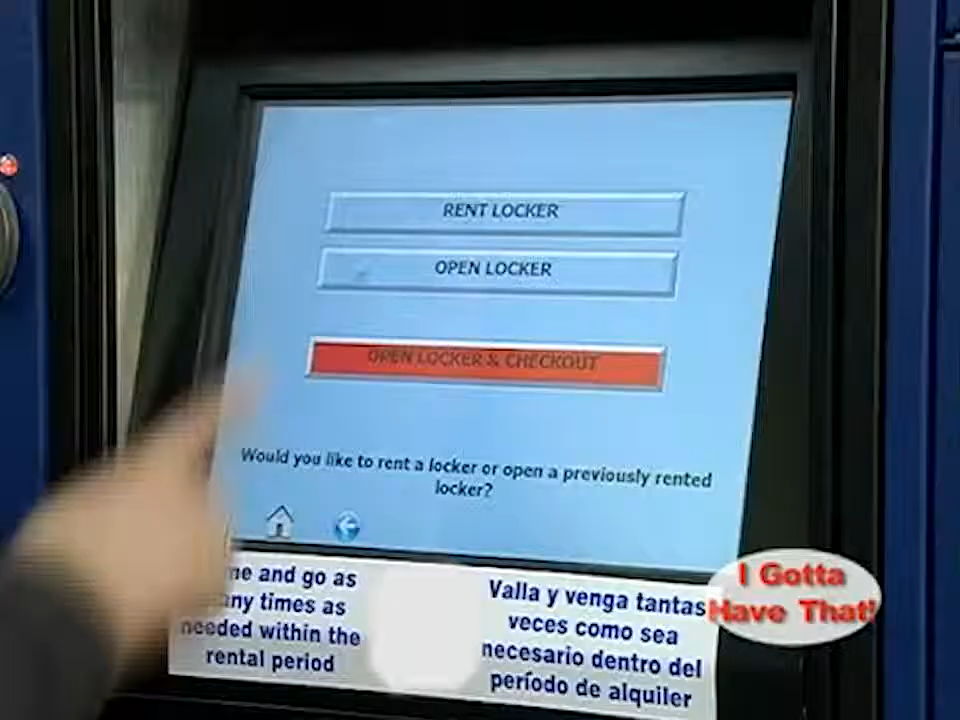 RENT LOCKER
OPEN LOCKER
OPEN LOCKER & CHECKOUT
Would you like to rent a locker or open a previously rented
locker?
and go as
times as
needed within the
rental period
Valla y venga tantas
veces como sea
necesario dentro del
período de alquiler
I Gotta
Have That!